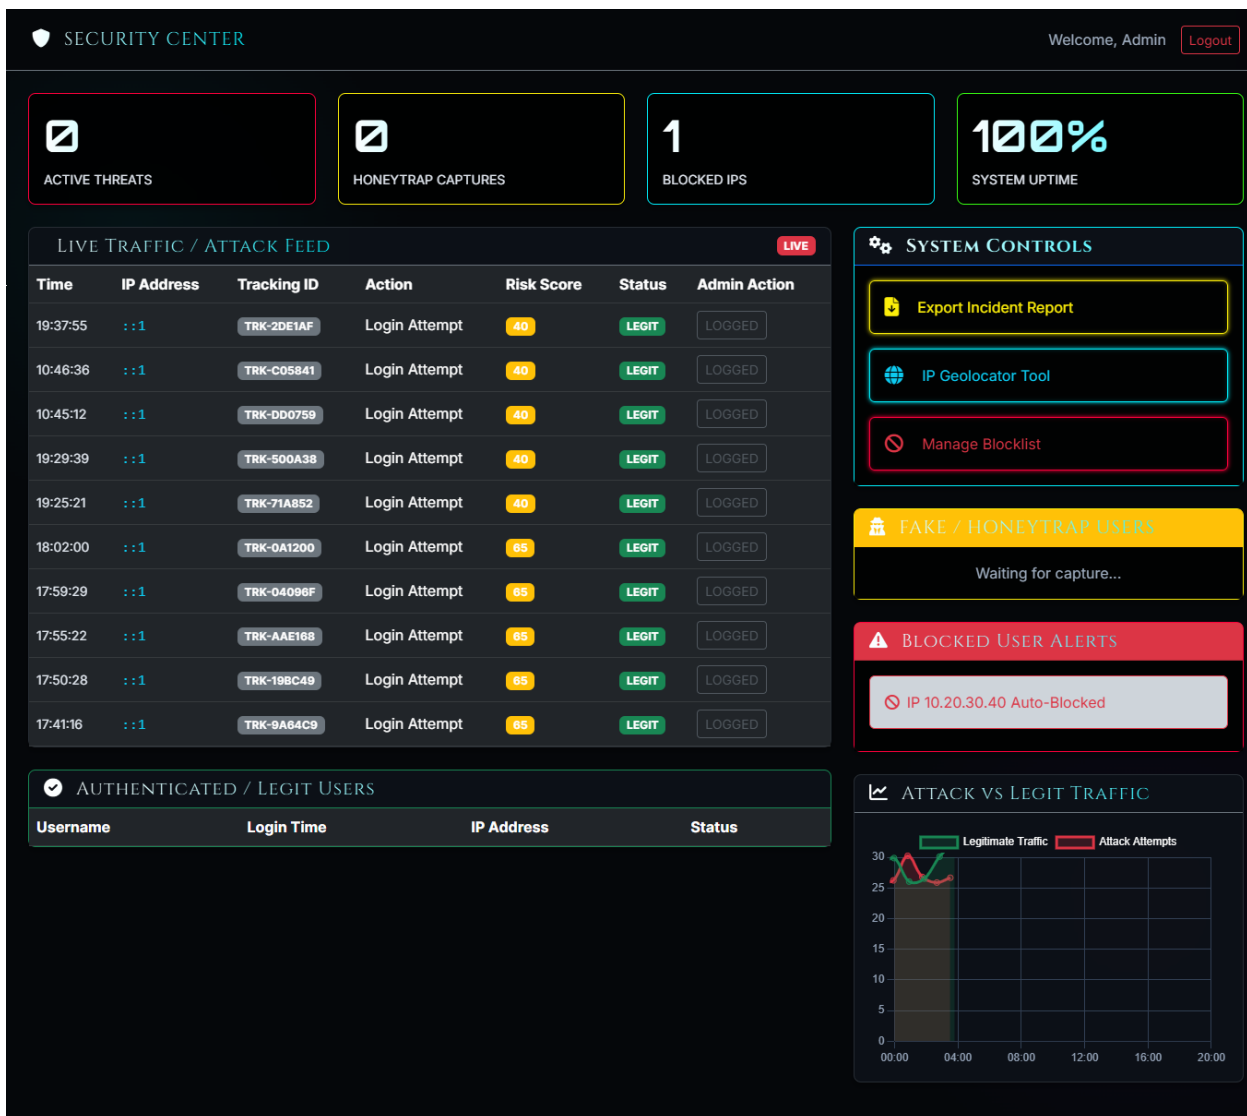 SECURITY CENTER
Welcome, Admin Logout
0
ACTIVE THREATS
0
HONEYTRAP CAPTURES
1
BLOCKED IPS
100%
SYSTEM UPTIME
LIVE TRAFFIC / ATTACK FEED LIVE
Time IP Address Tracking ID Action Risk Score Status Admin Action
19:37:55 ::1 TRK-2DE1AF Login Attempt 40 LEGIT LOGGED
10:46:36 ::1 TRK-C05841 Login Attempt 40 LEGIT LOGGED
10:45:12 ::1 TRK-DD0759 Login Attempt 40 LEGIT LOGGED
19:29:39 ::1 TRK-500A38 Login Attempt 40 LEGIT LOGGED
19:25:21 ::1 TRK-71A852 Login Attempt 40 LEGIT LOGGED
18:02:00 ::1 TRK-0A1200 Login Attempt 65 LEGIT LOGGED
17:59:29 ::1 TRK-04096F Login Attempt 65 LEGIT LOGGED
17:55:22 ::1 TRK-AAE168 Login Attempt 65 LEGIT LOGGED
17:50:28 ::1 TRK-19BC49 Login Attempt 65 LEGIT LOGGED
17:41:16 ::1 TRK-9A64C9 Login Attempt 65 LEGIT LOGGED
AUTHENTICATED / LEGIT USERS
Username Login Time IP Address Status
SYSTEM CONTROLS
Export Incident Report
IP Geolocator Tool
Manage Blocklist
FAKE / HONEYTRAP USERS
Waiting for capture...
BLOCKED USER ALERTS
IP 10.20.30.40 Auto-Blocked
ATTACK VS LEGIT TRAFFIC
Legitimate Traffic Attack Attempts
30
25
20
15
10
5
0
00:00 04:00 08:00 12:00 16:00 20:00